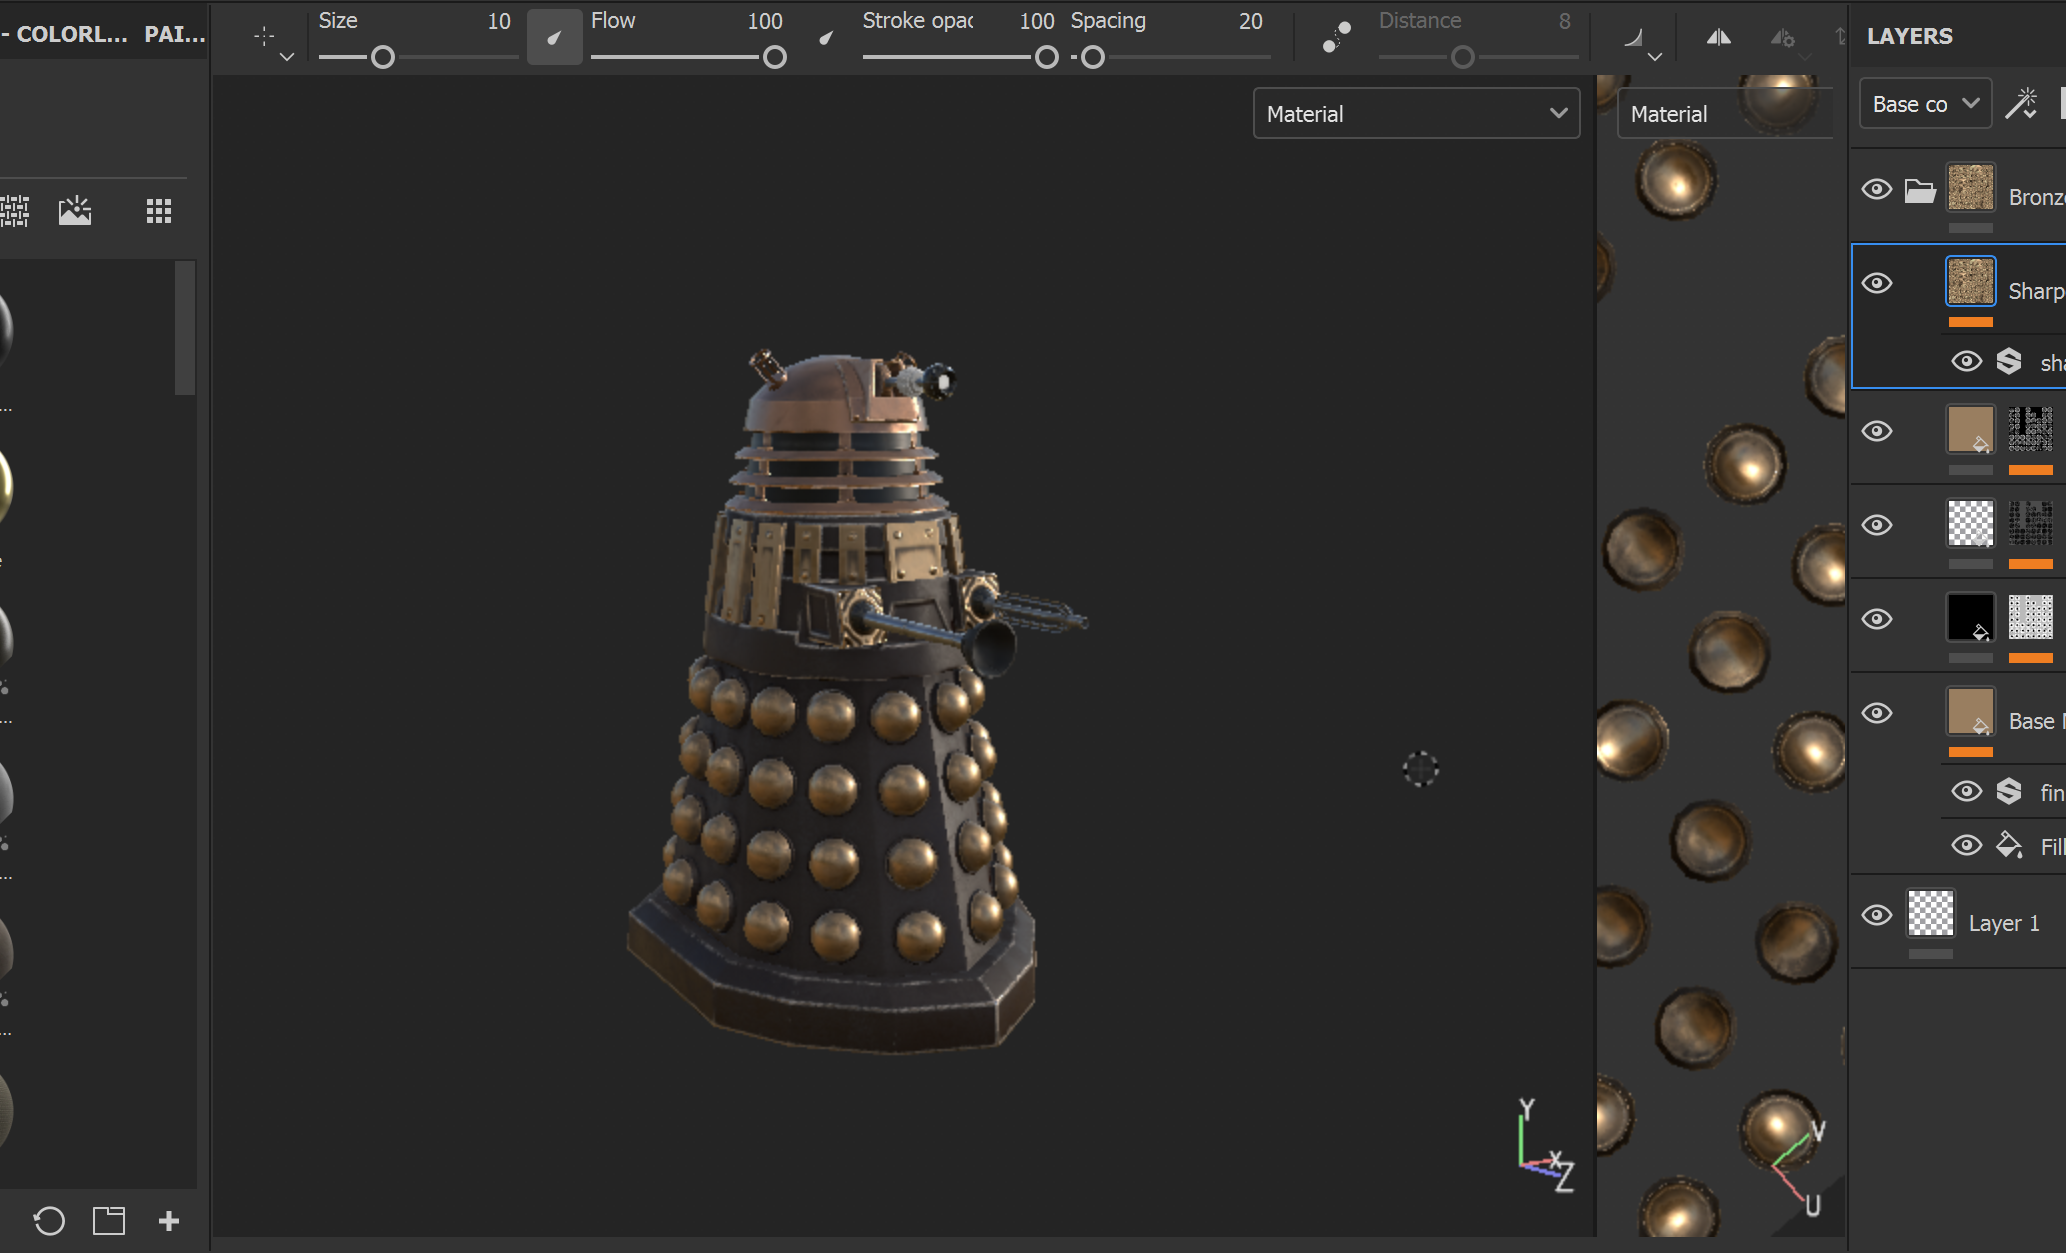 - COLORL... PAI...
Size 10
Flow 100
Stroke opac 100
Spacing 20
Distance 8
LAYERS
Material
Material
Base co
Bronze
Sharp
sha
Base
fin
Fill
Layer 1
Y
X
Z
V
U